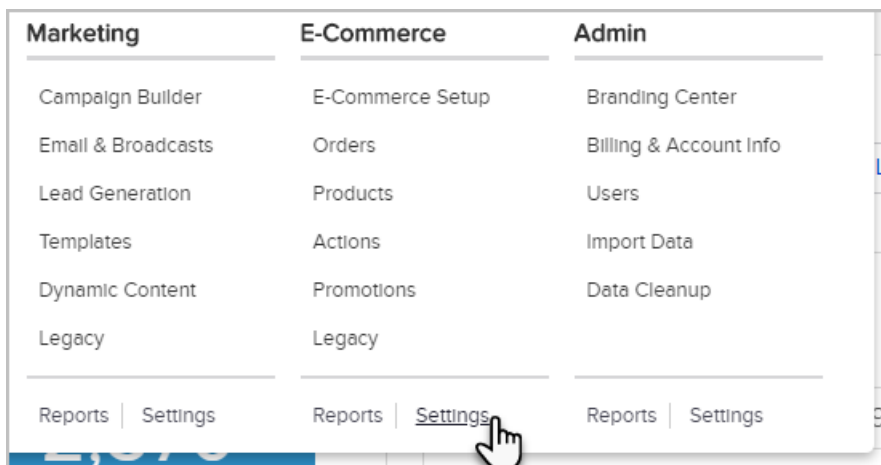 Marketing
Campaign Builder
Email & Broadcasts
Lead Generation
Templates
Dynamic Content
Legacy
Reports Settings
E-Commerce
E-Commerce Setup
Orders
Products
Actions
Promotions
Legacy
Reports Settings
Admin
Branding Center
Billing & Account Info
Users
Import Data
Data Cleanup
Reports Settings